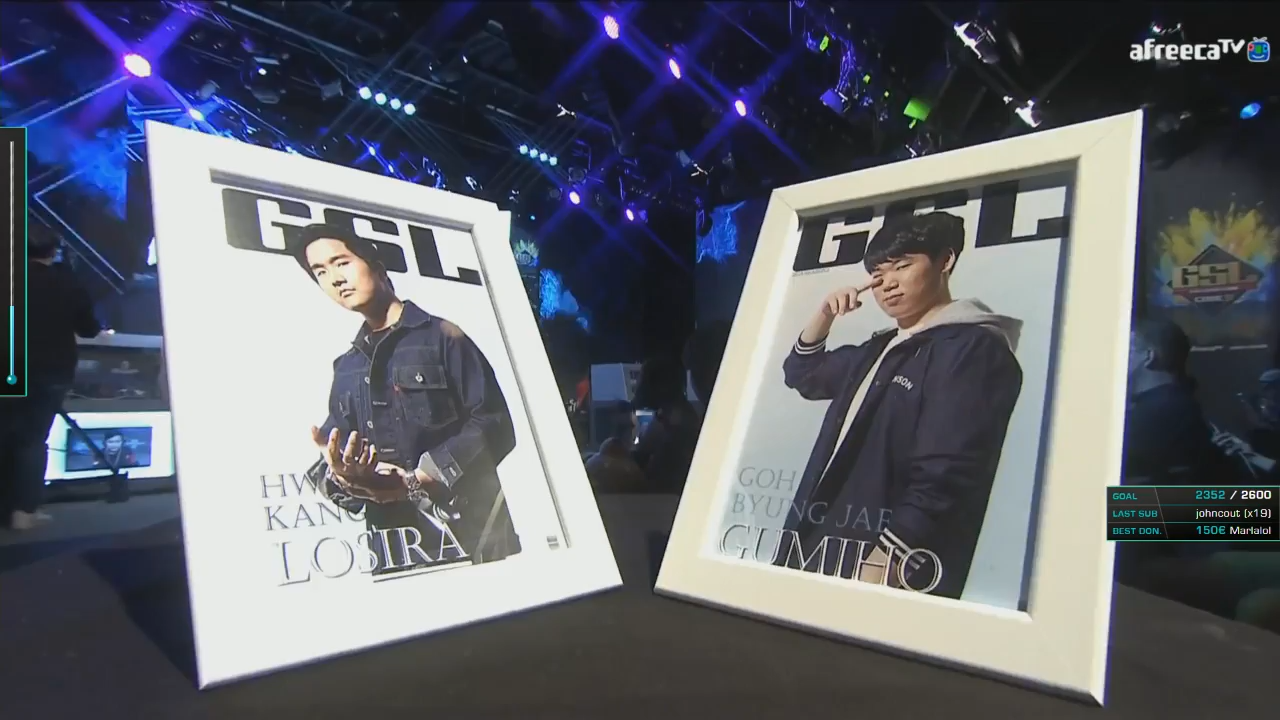 afreecaTV
GSL
HW
KANG
LOSIRA
GSL
GOH
BYUNG JAE
GUMIHO
GSL
GOAL 2352 / 2600
LAST SUB johncout (x19)
BEST DON. 150€ Marlalol